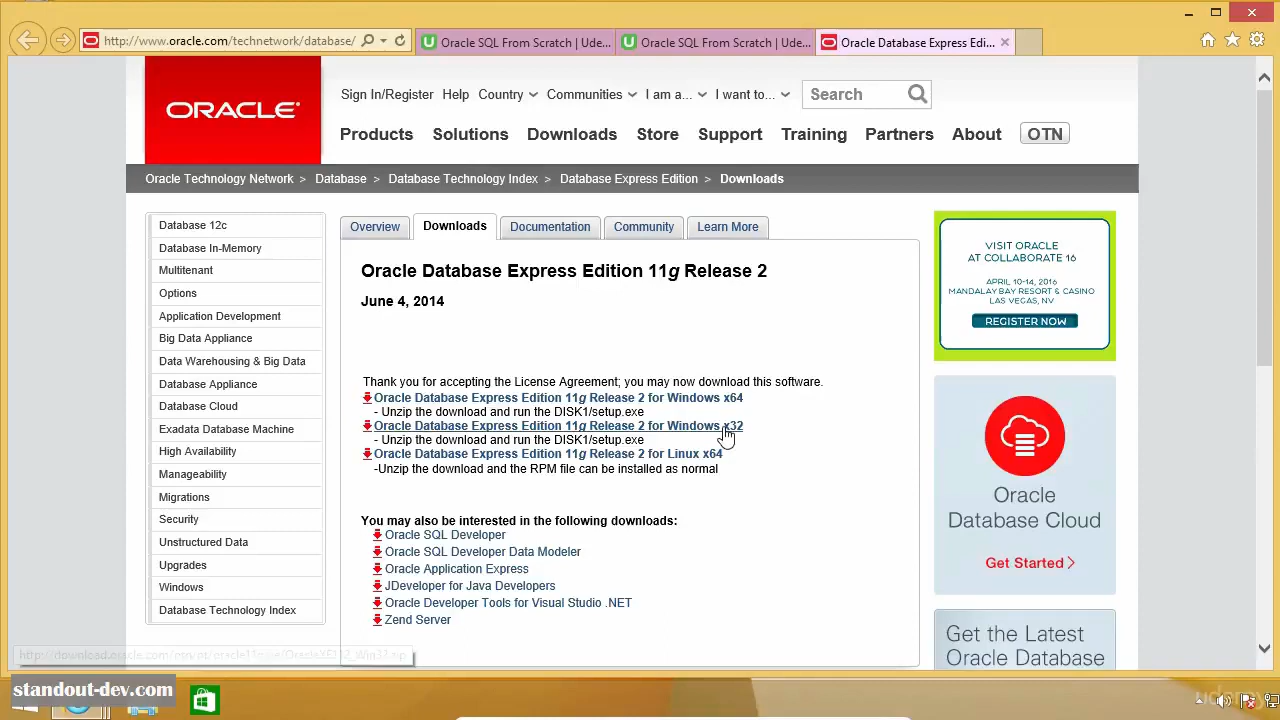 http://www.oracle.com/technetwork/database/
Oracle SQL From Scratch | Ude...
Oracle SQL From Scratch | Ude...
Oracle Database Express Edi...
ORACLE
Sign In/Register Help Country Communities I am a... I want to... Search
Products Solutions Downloads Store Support Training Partners About OTN
Oracle Technology Network > Database > Database Technology Index > Database Express Edition > Downloads
Database 12c
Database In-Memory
Multitenant
Options
Application Development
Big Data Appliance
Data Warehousing & Big Data
Database Appliance
Database Cloud
Exadata Database Machine
High Availability
Manageability
Migrations
Security
Unstructured Data
Upgrades
Windows
Database Technology Index
Overview Downloads Documentation Community Learn More
Oracle Database Express Edition 11g Release 2
June 4, 2014
Thank you for accepting the License Agreement; you may now download this software.
Oracle Database Express Edition 11g Release 2 for Windows x64
- Unzip the download and run the DISK1/setup.exe
Oracle Database Express Edition 11g Release 2 for Windows x32
- Unzip the download and run the DISK1/setup.exe
Oracle Database Express Edition 11g Release 2 for Linux x64
-Unzip the download and the RPM file can be installed as normal
You may also be interested in the following downloads:
Oracle SQL Developer
Oracle SQL Developer Data Modeler
Oracle Application Express
JDeveloper for Java Developers
Oracle Developer Tools for Visual Studio .NET
Zend Server
VISIT ORACLE
AT COLLABORATE 16
APRIL 10-14, 2016
MANDALAY BAY RESORT & CASINO
LAS VEGAS, NV
REGISTER NOW
Oracle
Database Cloud
Get Started >
Get the Latest
Oracle Database
standout-dev.com
udemy